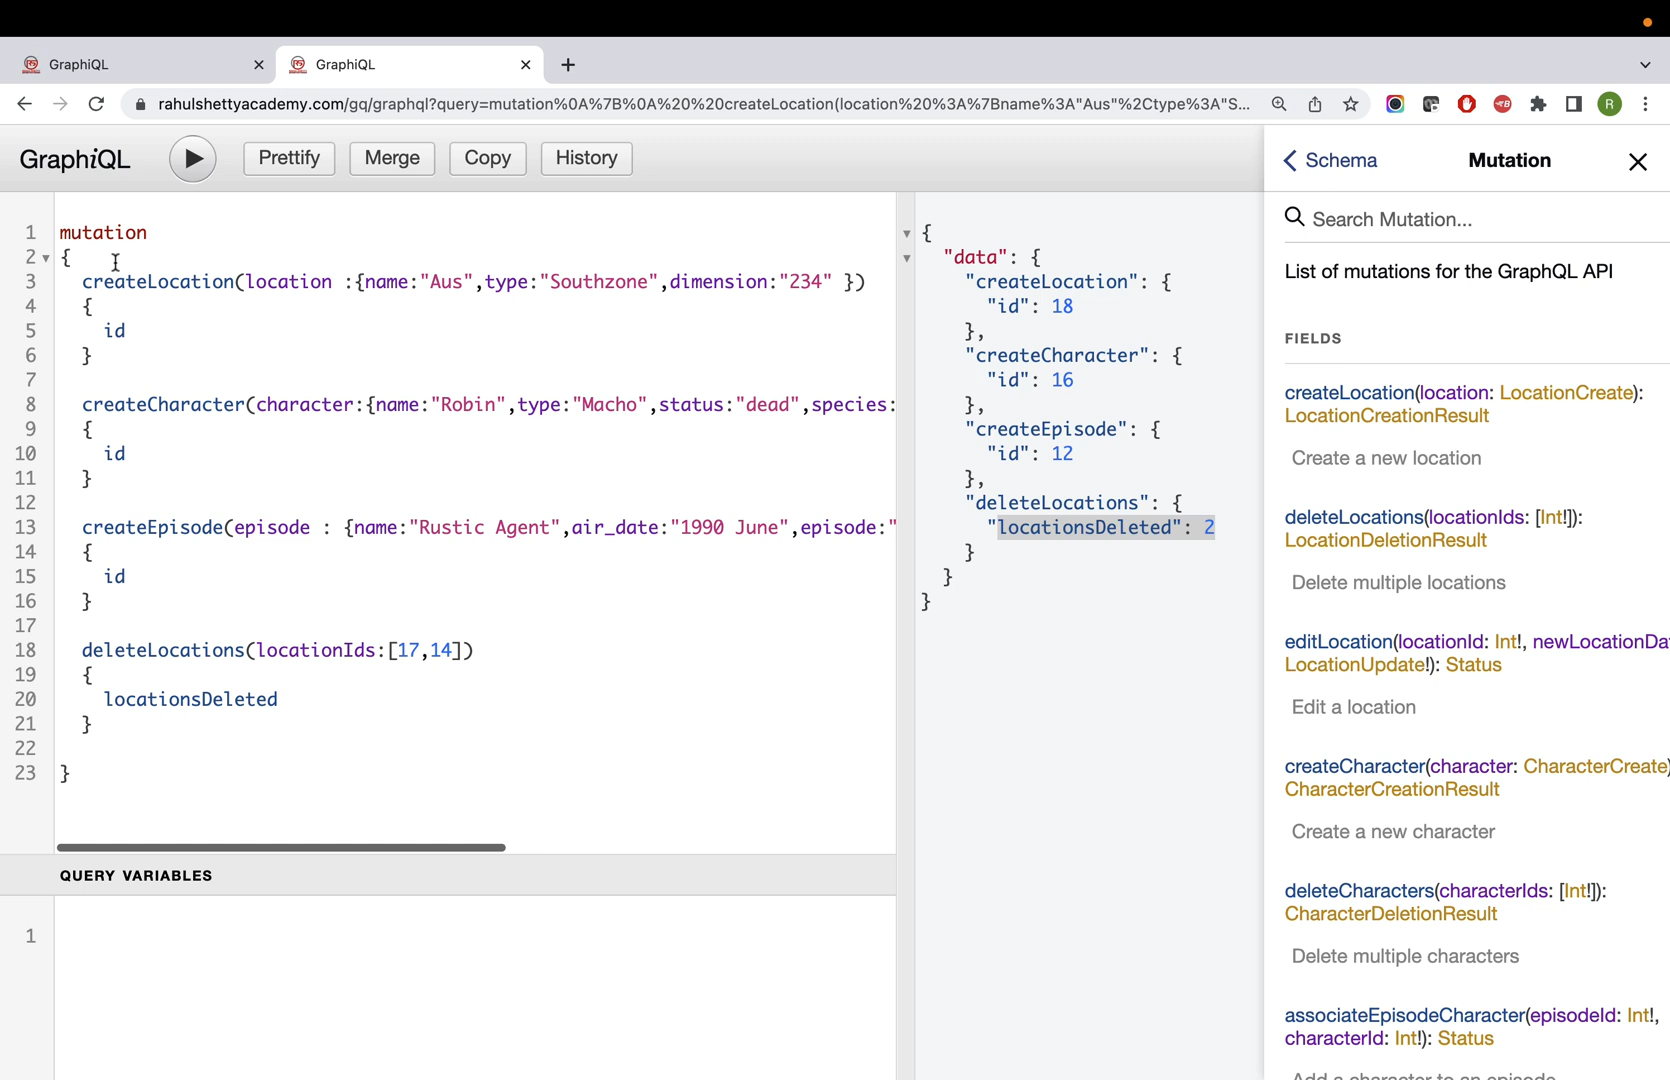 GraphiQL
GraphiQL
rahulshettyacademy.com/gq/graphql?query=mutation%0A%7B%0A%20%20createLocation(location%20%3A%7Bname%3A"Aus"%2Ctype%3A"S...
R
GraphiQL
Prettify
Merge
Copy
History
1 mutation
2 {
3 createLocation(location :{name:"Aus",type:"Southzone",dimension:"234" })
4 {
5 id
6 }
7
8 createCharacter(character:{name:"Robin",type:"Macho",status:"dead",species:
9 {
10 id
11 }
12
13 createEpisode(episode : {name:"Rustic Agent",air_date:"1990 June",episode:"
14 {
15 id
16 }
17
18 deleteLocations(locationIds:[17,14])
19 {
20 locationsDeleted
21 }
22
23 }
QUERY VARIABLES
1
{
"data": {
"createLocation": {
"id": 18
},
"createCharacter": {
"id": 16
},
"createEpisode": {
"id": 12
},
"deleteLocations": {
"locationsDeleted": 2
}
}
}
Schema
Mutation
Search Mutation...
List of mutations for the GraphQL API
FIELDS
createLocation(location: LocationCreate):
LocationCreationResult
Create a new location
deleteLocations(locationIds: [Int!]):
LocationDeletionResult
Delete multiple locations
editLocation(locationId: Int!, newLocationDa
LocationUpdate!): Status
Edit a location
createCharacter(character: CharacterCreate)
CharacterCreationResult
Create a new character
deleteCharacters(characterIds: [Int!]):
CharacterDeletionResult
Delete multiple characters
associateEpisodeCharacter(episodeId: Int!,
characterId: Int!): Status
Add a character to an episode